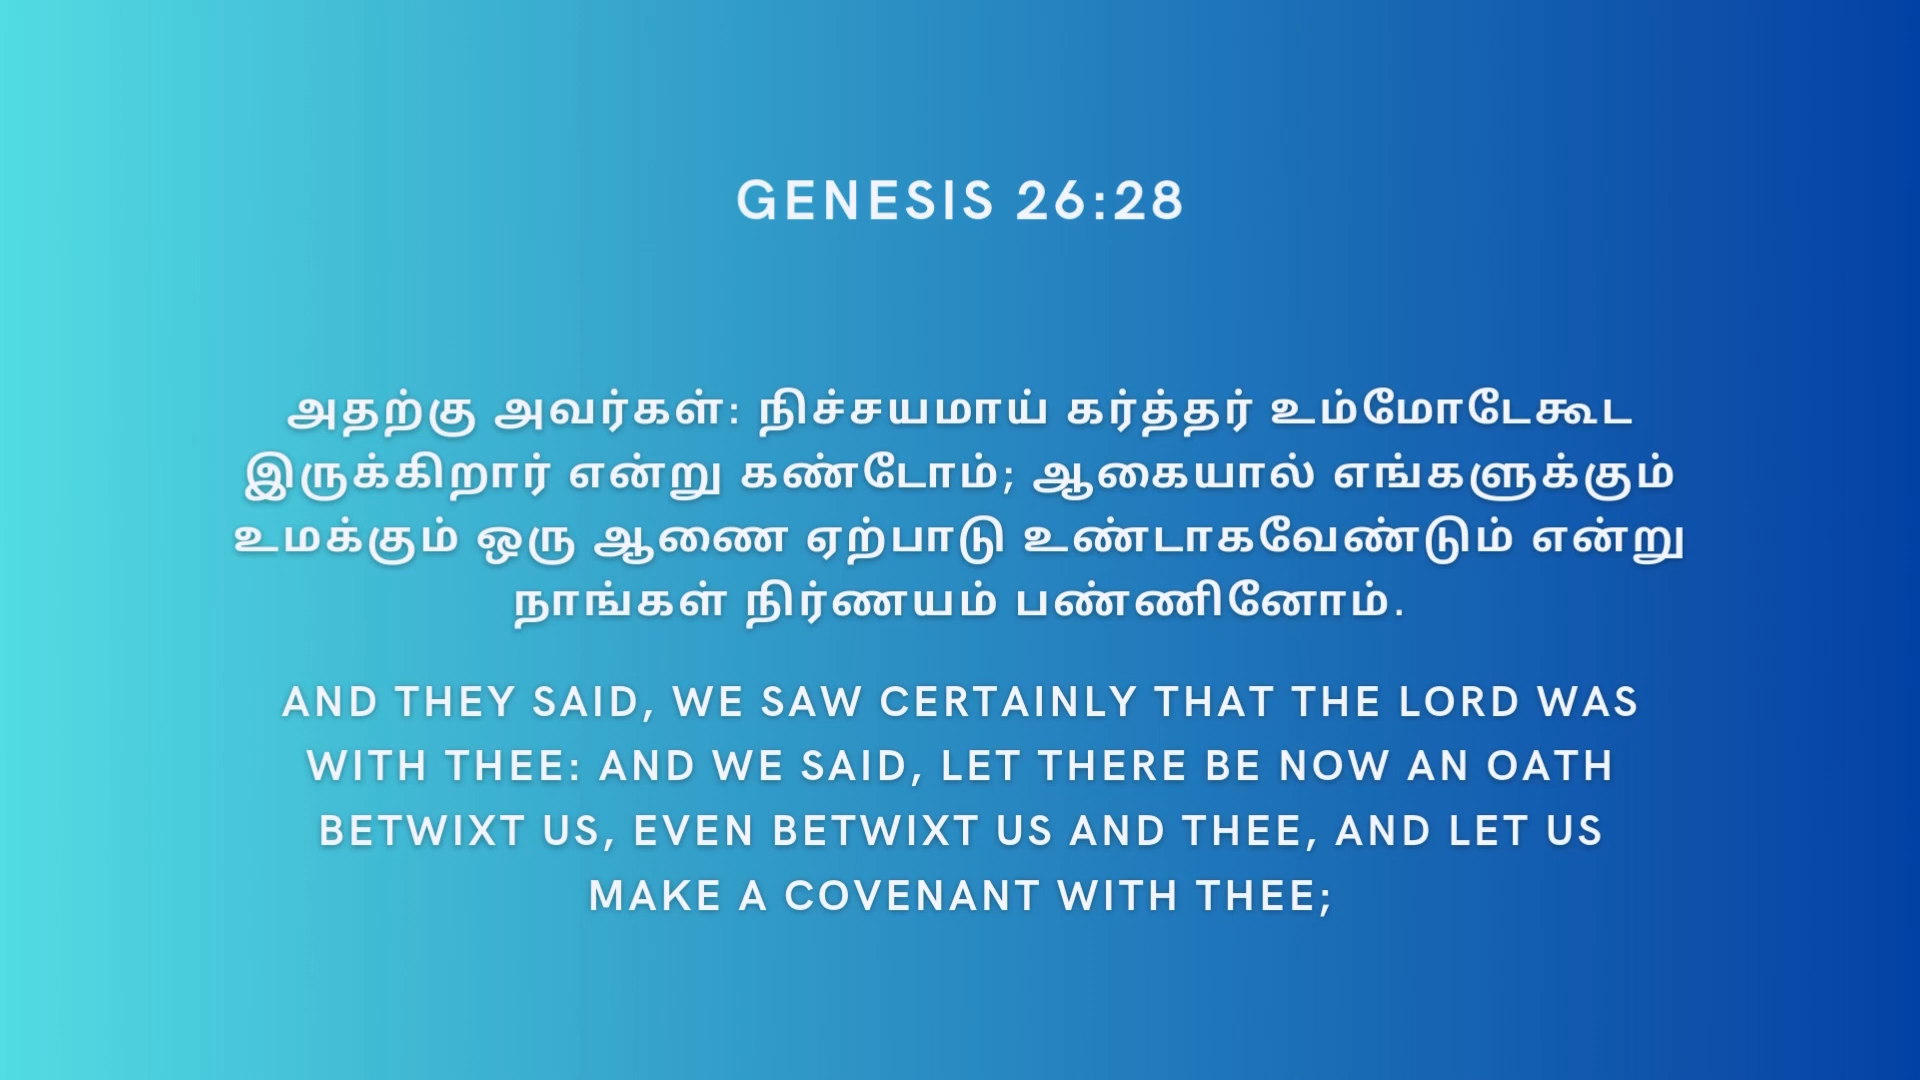 GENESIS 26:28
அதற்கு அவர்கள்: நிச்சயமாய் கர்த்தர் உம்மோடேகூட
இருக்கிறார் என்று கண்டோம்; ஆகையால் எங்களுக்கும்
உமக்கும் ஒரு ஆணை ஏற்பாடு உண்டாகவேண்டும் என்று
நாங்கள் நிர்ணயம் பண்ணினோம்.
AND THEY SAID, WE SAW CERTAINLY THAT THE LORD WAS
WITH THEE: AND WE SAID, LET THERE BE NOW AN OATH
BETWIXT US, EVEN BETWIXT US AND THEE, AND LET US
MAKE A COVENANT WITH THEE;